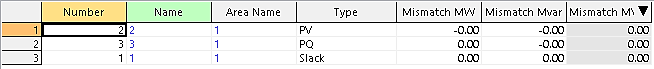 Number Name Area Name Type Mismatch MW Mismatch Mvar Mismatch MV
1 2 2 1 PV -0.00 -0.00 0.00
2 3 3 1 PQ 0.00 -0.00 0.00
3 1 1 1 Slack 0.00 0.00 0.00